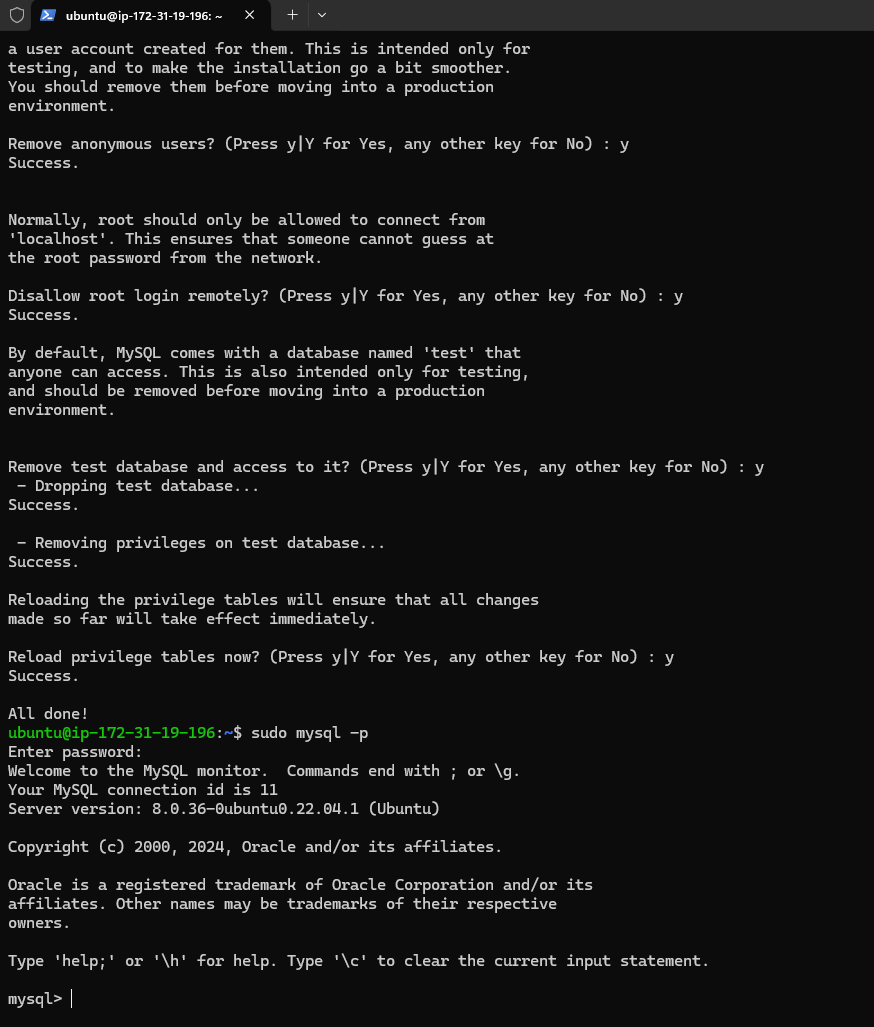 ubuntu@ip-172-31-19-196: ~
a user account created for them. This is intended only for
testing, and to make the installation go a bit smoother.
You should remove them before moving into a production
environment.
Remove anonymous users? (Press y|Y for Yes, any other key for No) : y
Success.
Normally, root should only be allowed to connect from
'localhost'. This ensures that someone cannot guess at
the root password from the network.
Disallow root login remotely? (Press y|Y for Yes, any other key for No) : y
Success.
By default, MySQL comes with a database named 'test' that
anyone can access. This is also intended only for testing,
and should be removed before moving into a production
environment.
Remove test database and access to it? (Press y|Y for Yes, any other key for No) : y
 - Dropping test database...
Success.
 - Removing privileges on test database...
Success.
Reloading the privilege tables will ensure that all changes
made so far will take effect immediately.
Reload privilege tables now? (Press y|Y for Yes, any other key for No) : y
Success.
All done!
ubuntu@ip-172-31-19-196:~$ sudo mysql -p
Enter password:
Welcome to the MySQL monitor.  Commands end with ; or \g.
Your MySQL connection id is 11
Server version: 8.0.36-0ubuntu0.22.04.1 (Ubuntu)
Copyright (c) 2000, 2024, Oracle and/or its affiliates.
Oracle is a registered trademark of Oracle Corporation and/or its
affiliates. Other names may be trademarks of their respective
owners.
Type 'help;' or '\h' for help. Type '\c' to clear the current input statement.
mysql>